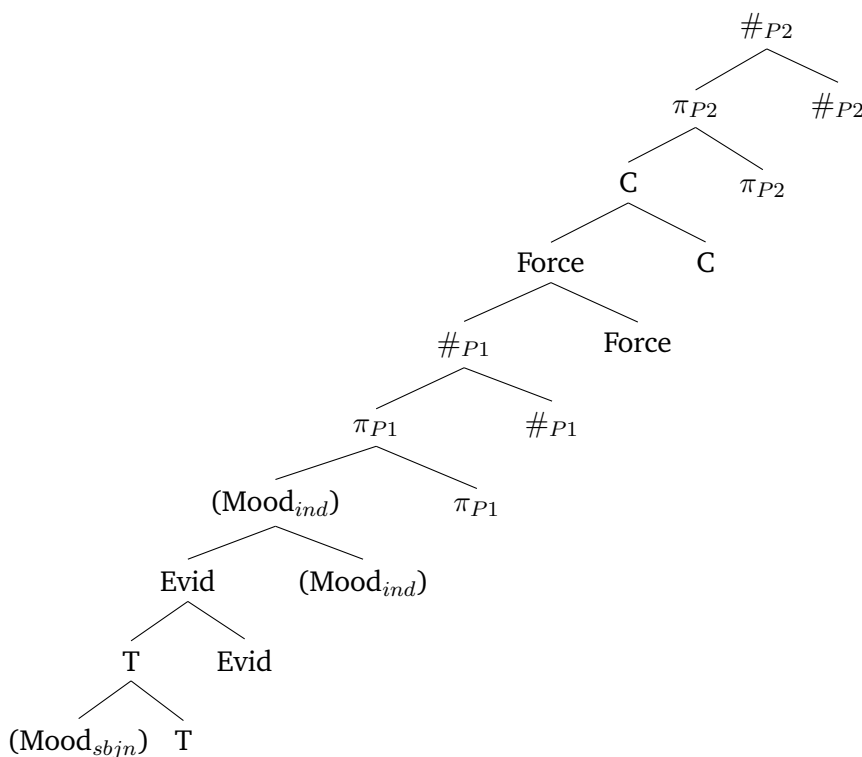 #P2
πP2 #P2
C πP2
Force C
#P1 Force
πP1 #P1
(Moodind) πP1
Evid (Moodind)
T Evid
(Moodsbjn) T